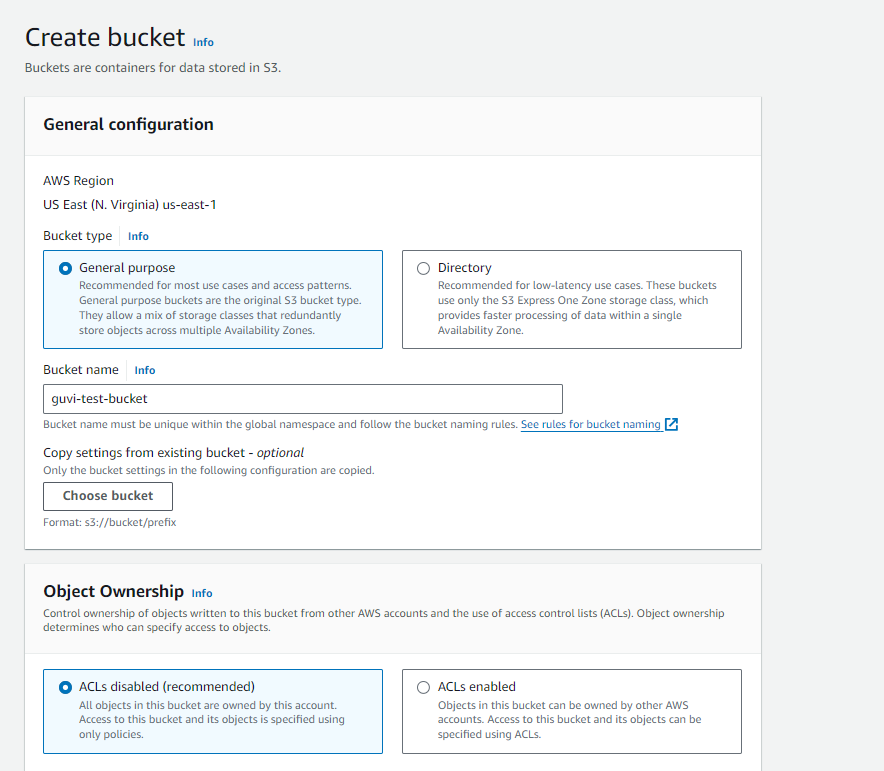 Create bucket Info
Buckets are containers for data stored in S3.
General configuration
AWS Region
US East (N. Virginia) us-east-1
Bucket type Info
General purpose
Recommended for most use cases and access patterns.
General purpose buckets are the original S3 bucket type.
They allow a mix of storage classes that redundantly
store objects across multiple Availability Zones.
Directory
Recommended for low-latency use cases. These buckets
use only the S3 Express One Zone storage class, which
provides faster processing of data within a single
Availability Zone.
Bucket name Info
guvi-test-bucket
Bucket name must be unique within the global namespace and follow the bucket naming rules. See rules for bucket naming
Copy settings from existing bucket - optional
Only the bucket settings in the following configuration are copied.
Choose bucket
Format: s3://bucket/prefix
Object Ownership Info
Control ownership of objects written to this bucket from other AWS accounts and the use of access control lists (ACLs). Object ownership
determines who can specify access to objects.
ACLs disabled (recommended)
All objects in this bucket are owned by this account.
Access to this bucket and its objects is specified using
only policies.
ACLs enabled
Objects in this bucket can be owned by other AWS
accounts. Access to this bucket and its objects can be
specified using ACLs.